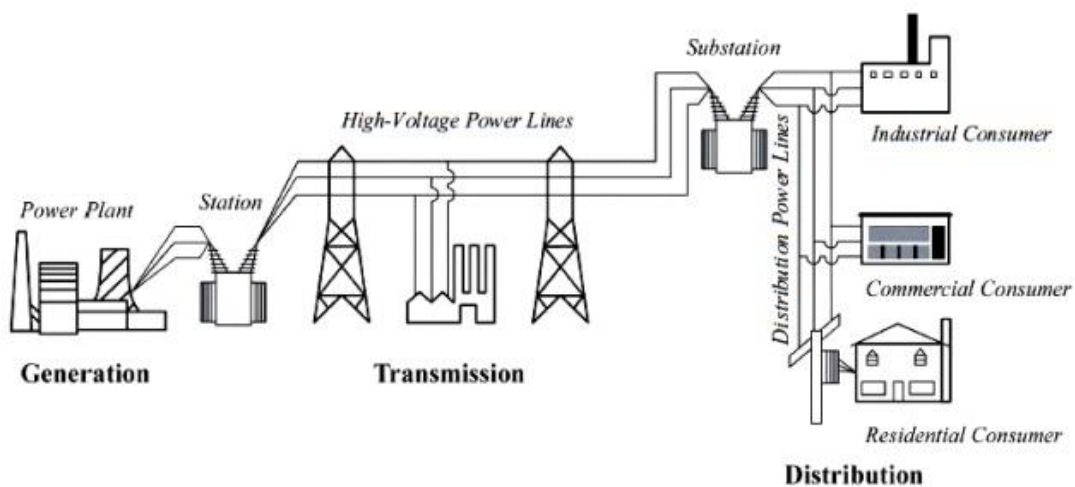 Substation
High-Voltage Power Lines
Industrial Consumer
Power Plant
Station
Distribution Power Lines
Commercial Consumer
Generation
Transmission
Residential Consumer
Distribution